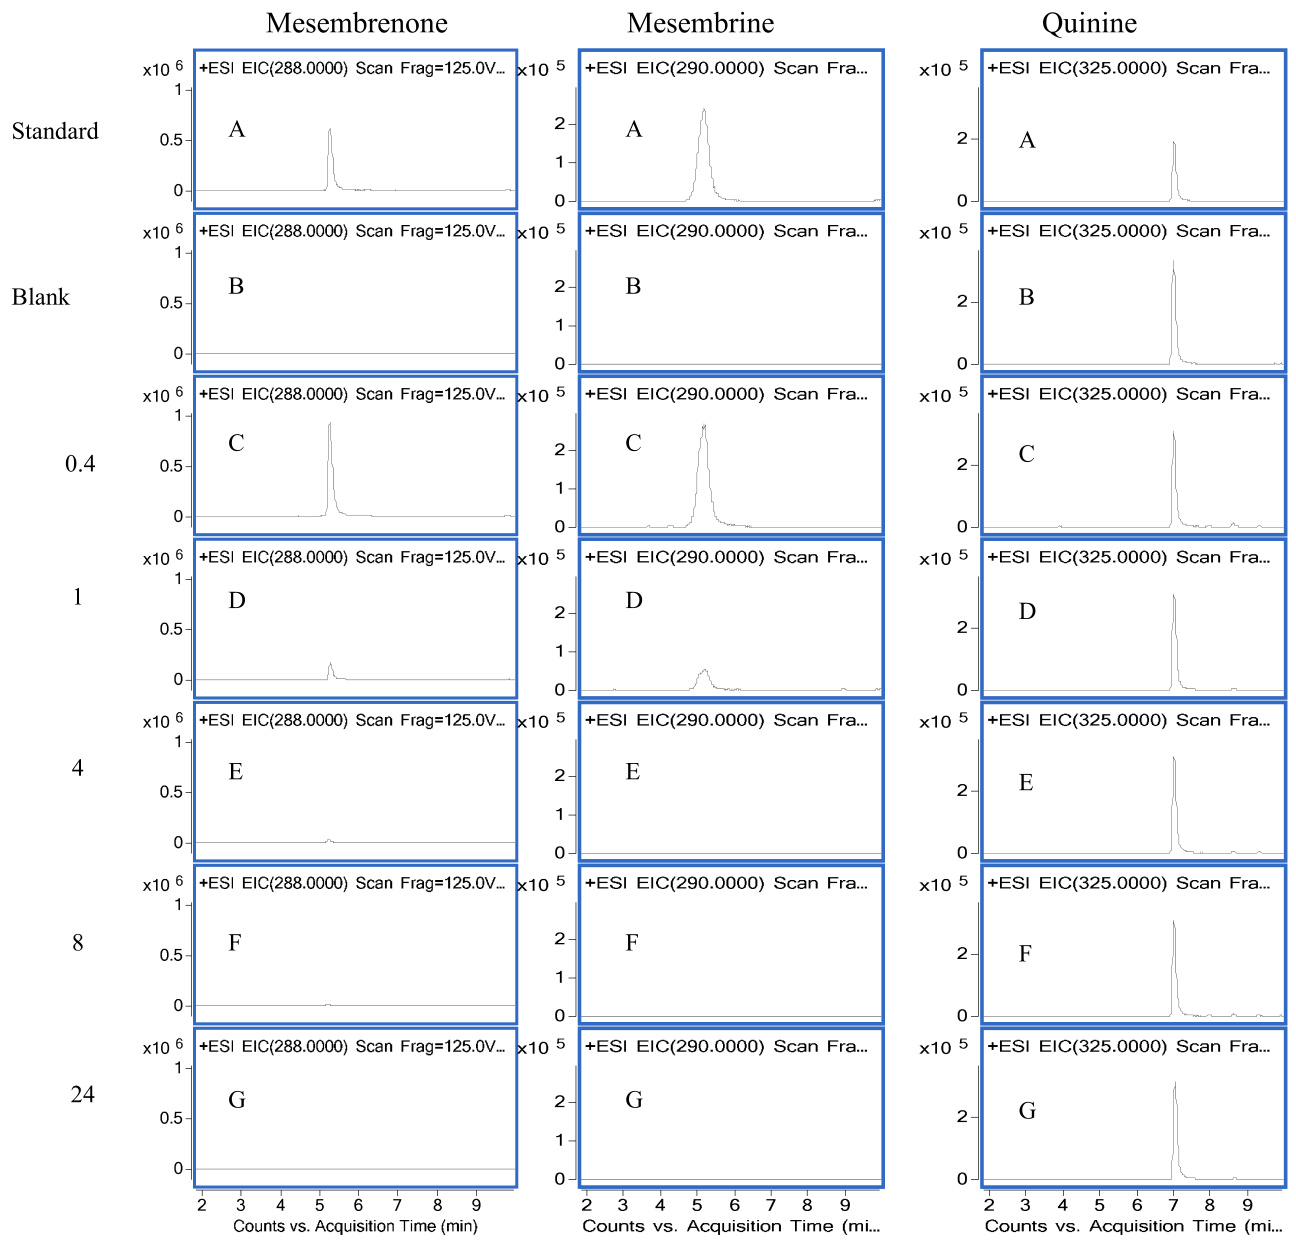 Mesembrenone Mesembrine Quinine
x10 6 +ESI EIC(288.0000) Scan Frag=125.0V... x10 5 +ESI EIC(290.0000) Scan Fra... x10 5 +ESI EIC(325.0000) Scan Fra...
1
Standard A A A
0.5 2 2
1
0 0 0
x10 6 +ESI EIC(288.0000) Scan Frag=125.0V... x10 5 +ESI EIC(290.0000) Scan Fra... x10 5 +ESI EIC(325.0000) Scan Fra...
1
Blank B B B
0.5 2 2
1
0 0 0
x10 6 +ESI EIC(288.0000) Scan Frag=125.0V... x10 5 +ESI EIC(290.0000) Scan Fra... x10 5 +ESI EIC(325.0000) Scan Fra...
1
0.4 C C C
0.5 2 2
1
0 0 0
x10 6 +ESI EIC(288.0000) Scan Frag=125.0V... x10 5 +ESI EIC(290.0000) Scan Fra... x10 5 +ESI EIC(325.0000) Scan Fra...
1
1 D D D
0.5 2 2
1
0 0 0
x10 6 +ESI EIC(288.0000) Scan Frag=125.0V... x10 5 +ESI EIC(290.0000) Scan Fra... x10 5 +ESI EIC(325.0000) Scan Fra...
1
4 E E E
0.5 2 2
1
0 0 0
x10 6 +ESI EIC(288.0000) Scan Frag=125.0V... x10 5 +ESI EIC(290.0000) Scan Fra... x10 5 +ESI EIC(325.0000) Scan Fra...
1
8 F F F
0.5 2 2
1
0 0 0
x10 6 +ESI EIC(288.0000) Scan Frag=125.0V... x10 5 +ESI EIC(290.0000) Scan Fra... x10 5 +ESI EIC(325.0000) Scan Fra...
1
24 G G G
0.5 2 2
1
0 0 0
2 3 4 5 6 7 8 9 2 3 4 5 6 7 8 9 2 3 4 5 6 7 8 9
Counts vs. Acquisition Time (min) Counts vs. Acquisition Time (mi... Counts vs. Acquisition Time (mi...